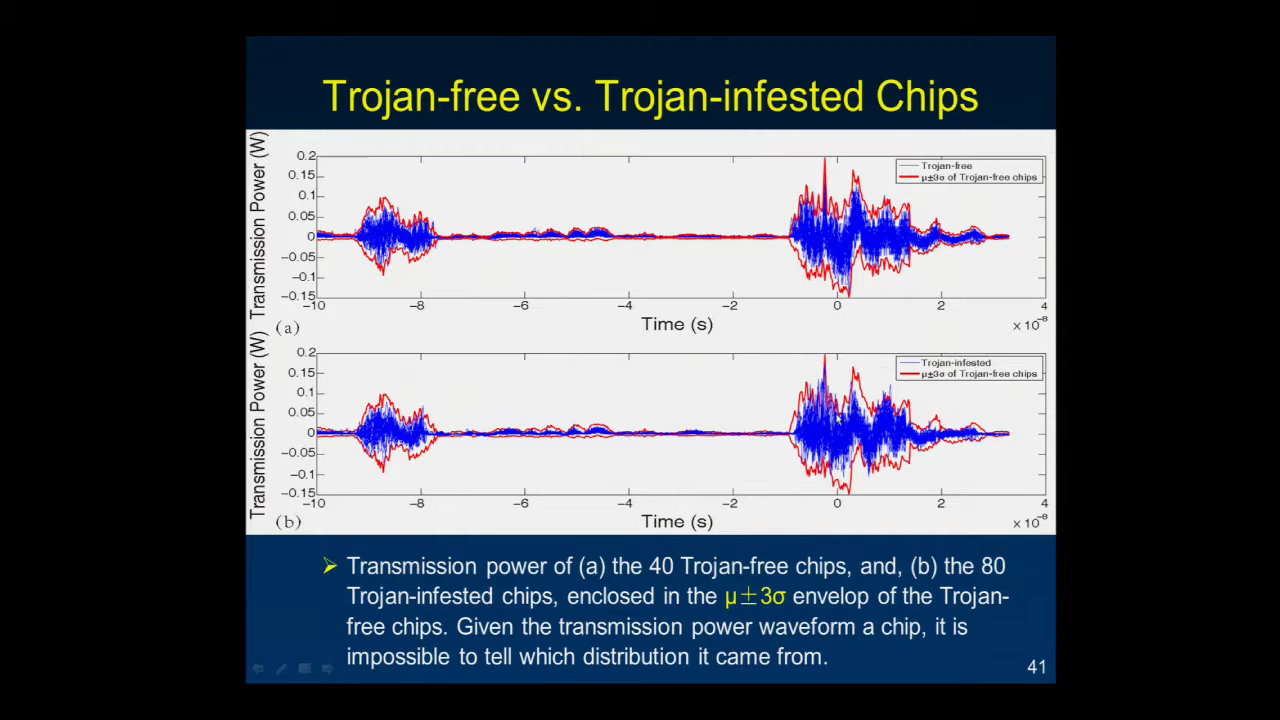 Trojan-free vs. Trojan-infested Chips
Transmission Power (W)
0.2
0.15
0.1
0.05
0
−0.05
−0.1
−0.15
Trojan-free
μ±3σ of Trojan-free chips
−10 −8 −6 −4 −2 0 2 4
(a)
Time (s)
x 10⁻⁸
Transmission Power (W)
0.2
0.15
0.1
0.05
0
−0.05
−0.1
−0.15
Trojan-infested
μ±3σ of Trojan-free chips
−10 −8 −6 −4 −2 0 2 4
(b)
Time (s)
x 10⁻⁸
➢ Transmission power of (a) the 40 Trojan-free chips, and, (b) the 80
Trojan-infested chips, enclosed in the μ±3σ envelop of the Trojan-
free chips. Given the transmission power waveform a chip, it is
impossible to tell which distribution it came from.
41